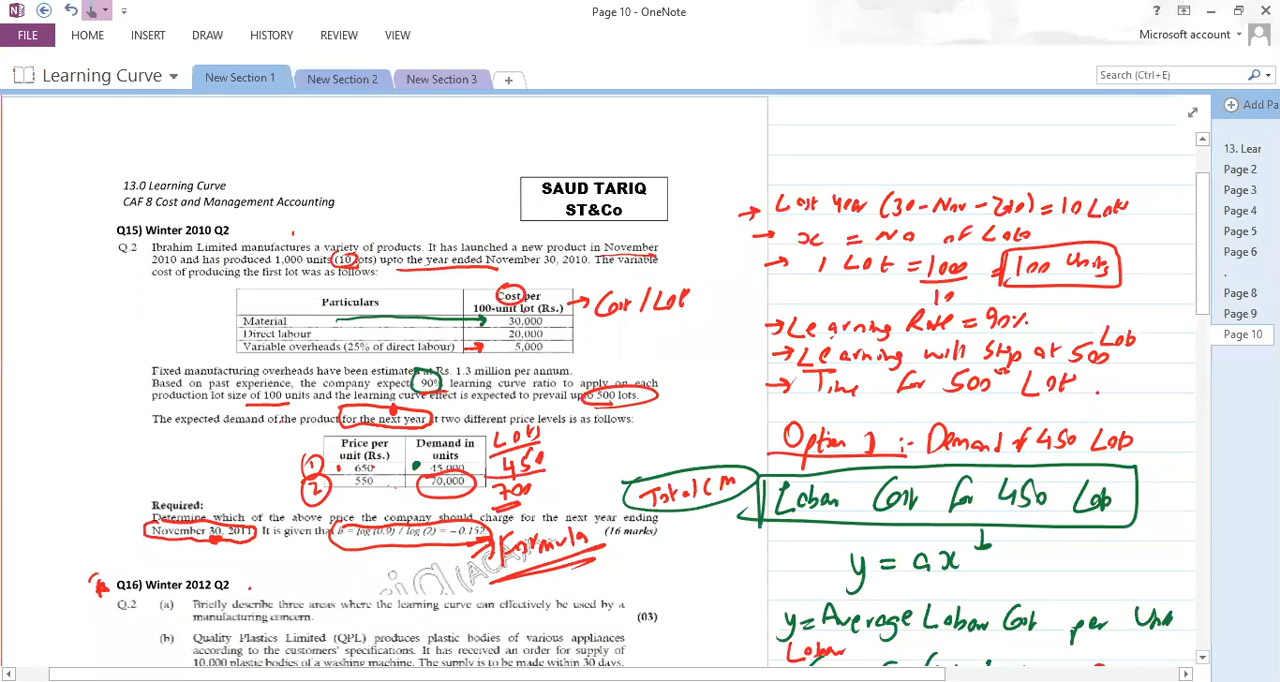 Page 10 - OneNote
FILE HOME INSERT DRAW HISTORY REVIEW VIEW Microsoft account
Learning Curve New Section 1 New Section 2 New Section 3 + Search (Ctrl+E)
Add Pa
13. Lear
Page 2
Page 3
Page 4
Page 5
Page 6
.
Page 8
Page 9
Page 10
13.0 Learning Curve
CAF 8 Cost and Management Accounting
SAUD TARIQ
ST&Co
Q15) Winter 2010 Q2
Q.2 Ibrahim Limited manufactures a variety of products. It has launched a new product in November
2010 and has produced 1,000 units (10 lots) upto the year ended November 30, 2010. The variable
cost of producing the first lot was as follows:
Particulars Cost per
100-unit lot (Rs.)
Material 30,000
Direct labour 20,000
Variable overheads (25% of direct labour) 5,000
→ Cost / Lot
Fixed manufacturing overheads have been estimated at Rs. 1.3 million per annum.
Based on past experience, the company expects 90% learning curve ratio to apply on each
production lot size of 100 units and the learning curve effect is expected to prevail upto 500 lots.
The expected demand of the product for the next year at two different price levels is as follows:
Price per
unit (Rs.) Demand in
units Lots
1 650 45,000 450
2 550 70,000 700
Required:
Determine which of the above price the company should charge for the next year ending
November 30, 2011. It is given that b = log (0.9) / log (2) = −0.152 (16 marks)
→ Formula
Q16) Winter 2012 Q2
Q.2 (a) Briefly describe three areas where the learning curve can effectively be used by a
manufacturing concern. (03)
(b) Quality Plastics Limited (QPL) produces plastic bodies of various appliances
according to the customers' specifications. It has received an order for supply of
10,000 plastic bodies of a washing machine. The supply is to be made within 30 days.
→ Last year (30-Nov-2010) = 10 Lots
→ x = No of Lots
→ 1 Lot = 1000 = 100 units
10
→ Learning Rate = 90%
→ Learning will stop at 500 Lots
→ Time for 500th Lot.
Option 1 :- Demand of 450 Lots
Total CM
Labour Cost for 450 Lots
y = ax
y = Average Labour Cost per Unit
Labour